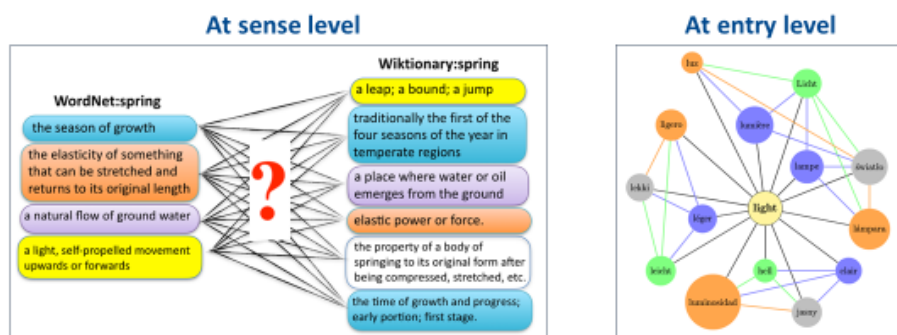 At sense level
At entry level
WordNet:spring
the season of growth
the elasticity of something
that can be stretched and
returns to its original length
a natural flow of ground water
a light, self-propelled movement
upwards or forwards
?
Wiktionary:spring
a leap; a bound; a jump
traditionally the first of the
four seasons of the year in
temperate regions
a place where water or oil
emerges from the ground
elastic power or force.
the property of a body of
springing to its original form after
being compressed, stretched, etc.
the time of growth and progress;
early portion; first stage.
luz
Licht
ligero
lumière
lampe
światło
lekki
léger
light
lámpara
leicht
hell
clair
luminosidad
jasny